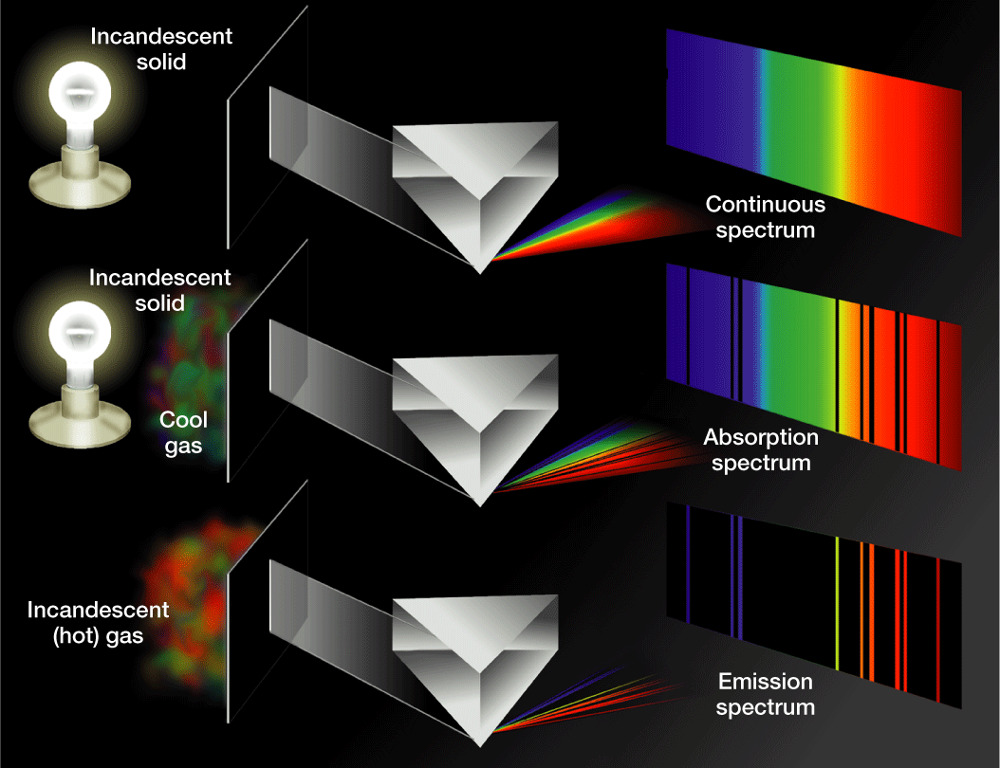 Incandescent
solid
Continuous
spectrum
Incandescent
solid
Cool
gas
Absorption
spectrum
Incandescent
(hot) gas
Emission
spectrum